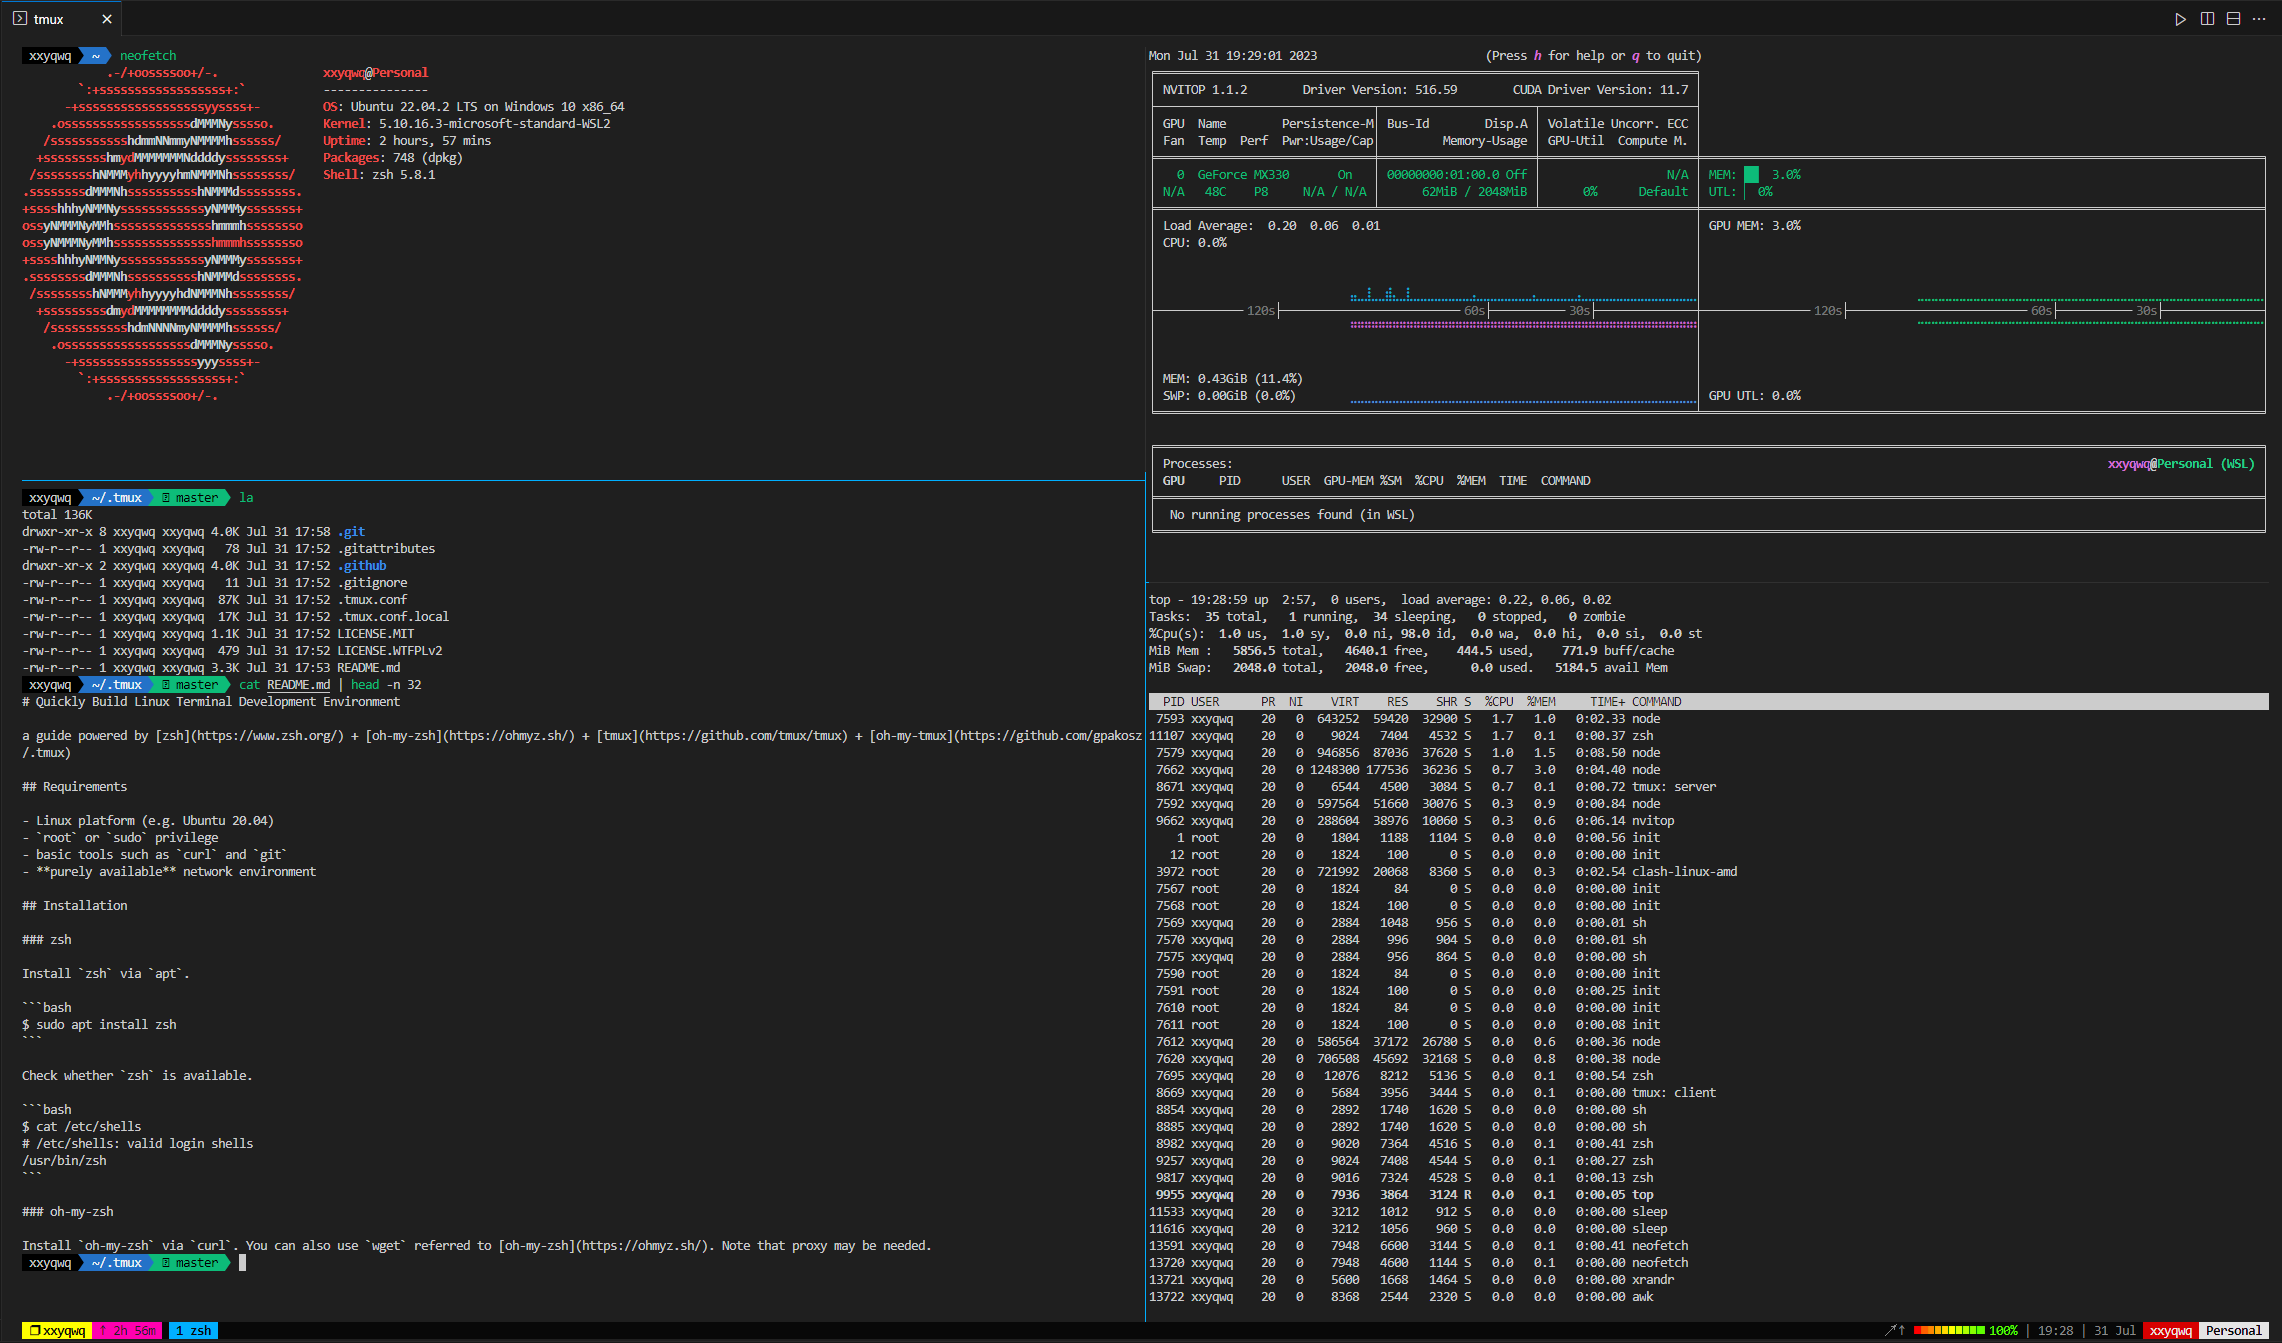 tmux
xxyqwq ~ neofetch
.-/+oossssoo+/-.
`:+ssssssssssssssssss+:`
-+ssssssssssssssssssyyssss+-
.ossssssssssssssssssdMMMNysssso.
/ssssssssssshdmmNNmmyNMMMMhssssss/
+ssssssssshmydMMMMMMMNddddyssssssss+
/sssssssshNMMMyhhyyyyhmNMMMNhssssssss/
.ssssssssdMMMNhsssssssssshNMMMdssssssss.
+sssshhhyNMMNyssssssssssssyNMMMysssssss+
ossyNMMMNyMMhsssssssssssssshmmmhssssssso
ossyNMMMNyMMhsssssssssssssshmmmhssssssso
+sssshhhyNMMNyssssssssssssyNMMMysssssss+
.ssssssssdMMMNhsssssssssshNMMMdssssssss.
/sssssssshNMMMyhhyyyyhdNMMMNhssssssss/
+sssssssssdmydMMMMMMMMddddyssssssss+
/ssssssssssshdmNNNNmyNMMMMhssssss/
.ossssssssssssssssssdMMMNysssso.
-+sssssssssssssssssyyyssss+-
`:+ssssssssssssssssss+:`
.-/+oossssoo+/-.
xxyqwq@Personal
---------------
OS: Ubuntu 22.04.2 LTS on Windows 10 x86_64
Kernel: 5.10.16.3-microsoft-standard-WSL2
Uptime: 2 hours, 57 mins
Packages: 748 (dpkg)
Shell: zsh 5.8.1
xxyqwq ~/.tmux master la
total 136K
drwxr-xr-x 8 xxyqwq xxyqwq 4.0K Jul 31 17:58 .git
-rw-r--r-- 1 xxyqwq xxyqwq   78 Jul 31 17:52 .gitattributes
drwxr-xr-x 2 xxyqwq xxyqwq 4.0K Jul 31 17:52 .github
-rw-r--r-- 1 xxyqwq xxyqwq   11 Jul 31 17:52 .gitignore
-rw-r--r-- 1 xxyqwq xxyqwq  87K Jul 31 17:52 .tmux.conf
-rw-r--r-- 1 xxyqwq xxyqwq  17K Jul 31 17:52 .tmux.conf.local
-rw-r--r-- 1 xxyqwq xxyqwq 1.1K Jul 31 17:52 LICENSE.MIT
-rw-r--r-- 1 xxyqwq xxyqwq  479 Jul 31 17:52 LICENSE.WTFPLv2
-rw-r--r-- 1 xxyqwq xxyqwq 3.3K Jul 31 17:53 README.md
xxyqwq ~/.tmux master cat README.md | head -n 32
# Quickly Build Linux Terminal Development Environment
a guide powered by [zsh](https://www.zsh.org/) + [oh-my-zsh](https://ohmyz.sh/) + [tmux](https://github.com/tmux/tmux) + [oh-my-tmux](https://github.com/gpakosz
/.tmux)
## Requirements
- Linux platform (e.g. Ubuntu 20.04)
- `root` or `sudo` privilege
- basic tools such as `curl` and `git`
- **purely available** network environment
## Installation
### zsh
Install `zsh` via `apt`.
```bash
$ sudo apt install zsh
```
Check whether `zsh` is available.
```bash
$ cat /etc/shells
# /etc/shells: valid login shells
/usr/bin/zsh
```
### oh-my-zsh
Install `oh-my-zsh` via `curl`. You can also use `wget` referred to [oh-my-zsh](https://ohmyz.sh/). Note that proxy may be needed.
xxyqwq ~/.tmux master
Mon Jul 31 19:29:01 2023 (Press h for help or q to quit)
NVITOP 1.1.2 Driver Version: 516.59 CUDA Driver Version: 11.7
GPU Name Persistence-M Bus-Id Disp.A Volatile Uncorr. ECC
Fan Temp Perf Pwr:Usage/Cap Memory-Usage GPU-Util Compute M.
0 GeForce MX330 On 00000000:01:00.0 Off N/A MEM: 3.0%
N/A 48C P8 N/A / N/A 62MiB / 2048MiB 0% Default UTL: 0%
Load Average: 0.20 0.06 0.01 GPU MEM: 3.0%
CPU: 0.0%
120s 60s 30s 120s 60s 30s
MEM: 0.43GiB (11.4%)
SWP: 0.00GiB (0.0%) GPU UTL: 0.0%
Processes: xxyqwq@Personal (WSL)
GPU PID USER GPU-MEM %SM %CPU %MEM TIME COMMAND
No running processes found (in WSL)
top - 19:28:59 up 2:57, 0 users, load average: 0.22, 0.06, 0.02
Tasks: 35 total, 1 running, 34 sleeping, 0 stopped, 0 zombie
%Cpu(s): 1.0 us, 1.0 sy, 0.0 ni, 98.0 id, 0.0 wa, 0.0 hi, 0.0 si, 0.0 st
MiB Mem : 5856.5 total, 4640.1 free, 444.5 used, 771.9 buff/cache
MiB Swap: 2048.0 total, 2048.0 free, 0.0 used. 5184.5 avail Mem
PID USER PR NI VIRT RES SHR S %CPU %MEM TIME+ COMMAND
7593 xxyqwq 20 0 643252 59420 32900 S 1.7 1.0 0:02.33 node
11107 xxyqwq 20 0 9024 7404 4532 S 1.7 0.1 0:00.37 zsh
7579 xxyqwq 20 0 946856 87036 37620 S 1.0 1.5 0:08.50 node
7662 xxyqwq 20 0 1248300 177536 36236 S 0.7 3.0 0:04.40 node
8671 xxyqwq 20 0 6544 4500 3084 S 0.7 0.1 0:00.72 tmux: server
7592 xxyqwq 20 0 597564 51660 30076 S 0.3 0.9 0:00.84 node
9662 xxyqwq 20 0 288604 38976 10060 S 0.3 0.6 0:06.14 nvitop
1 root 20 0 1804 1188 1104 S 0.0 0.0 0:00.56 init
12 root 20 0 1824 100 0 S 0.0 0.0 0:00.00 init
3972 root 20 0 721992 20068 8360 S 0.0 0.3 0:02.54 clash-linux-amd
7567 root 20 0 1824 84 0 S 0.0 0.0 0:00.00 init
7568 root 20 0 1824 100 0 S 0.0 0.0 0:00.00 init
7569 xxyqwq 20 0 2884 1048 956 S 0.0 0.0 0:00.01 sh
7570 xxyqwq 20 0 2884 996 904 S 0.0 0.0 0:00.01 sh
7575 xxyqwq 20 0 2884 956 864 S 0.0 0.0 0:00.00 sh
7590 root 20 0 1824 84 0 S 0.0 0.0 0:00.00 init
7591 root 20 0 1824 100 0 S 0.0 0.0 0:00.25 init
7610 root 20 0 1824 84 0 S 0.0 0.0 0:00.00 init
7611 root 20 0 1824 100 0 S 0.0 0.0 0:00.08 init
7612 xxyqwq 20 0 586564 37172 26780 S 0.0 0.6 0:00.36 node
7620 xxyqwq 20 0 706508 45692 32168 S 0.0 0.8 0:00.38 node
7695 xxyqwq 20 0 12076 8212 5136 S 0.0 0.1 0:00.54 zsh
8669 xxyqwq 20 0 5684 3956 3444 S 0.0 0.1 0:00.00 tmux: client
8854 xxyqwq 20 0 2892 1740 1620 S 0.0 0.0 0:00.00 sh
8885 xxyqwq 20 0 2892 1740 1620 S 0.0 0.0 0:00.00 sh
8982 xxyqwq 20 0 9020 7364 4516 S 0.0 0.1 0:00.41 zsh
9257 xxyqwq 20 0 9024 7408 4544 S 0.0 0.1 0:00.27 zsh
9817 xxyqwq 20 0 9016 7324 4528 S 0.0 0.1 0:00.13 zsh
9955 xxyqwq 20 0 7936 3864 3124 R 0.0 0.1 0:00.05 top
11533 xxyqwq 20 0 3212 1012 912 S 0.0 0.0 0:00.00 sleep
11616 xxyqwq 20 0 3212 1056 960 S 0.0 0.0 0:00.00 sleep
13591 xxyqwq 20 0 7948 6600 3144 S 0.0 0.1 0:00.41 neofetch
13720 xxyqwq 20 0 7948 4600 1144 S 0.0 0.1 0:00.00 neofetch
13721 xxyqwq 20 0 5600 1668 1464 S 0.0 0.0 0:00.00 xrandr
13722 xxyqwq 20 0 8368 2544 2320 S 0.0 0.0 0:00.00 awk
❐ xxyqwq ↑ 2h 56m 1 zsh ↗↑ 100% | 19:28 | 31 Jul xxyqwq Personal